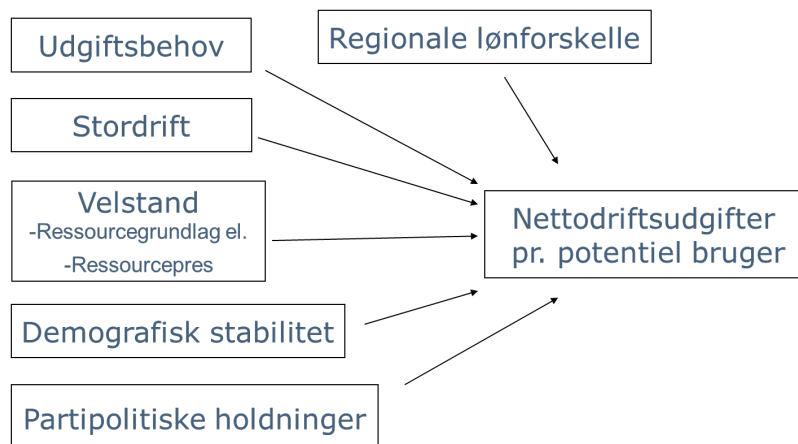 Udgiftsbehov
Regionale lønforskelle
Stordrift
Velstand
-Ressourcegrundlag el.
-Ressourcepres
Nettodriftsudgifter
pr. potentiel bruger
Demografisk stabilitet
Partipolitiske holdninger